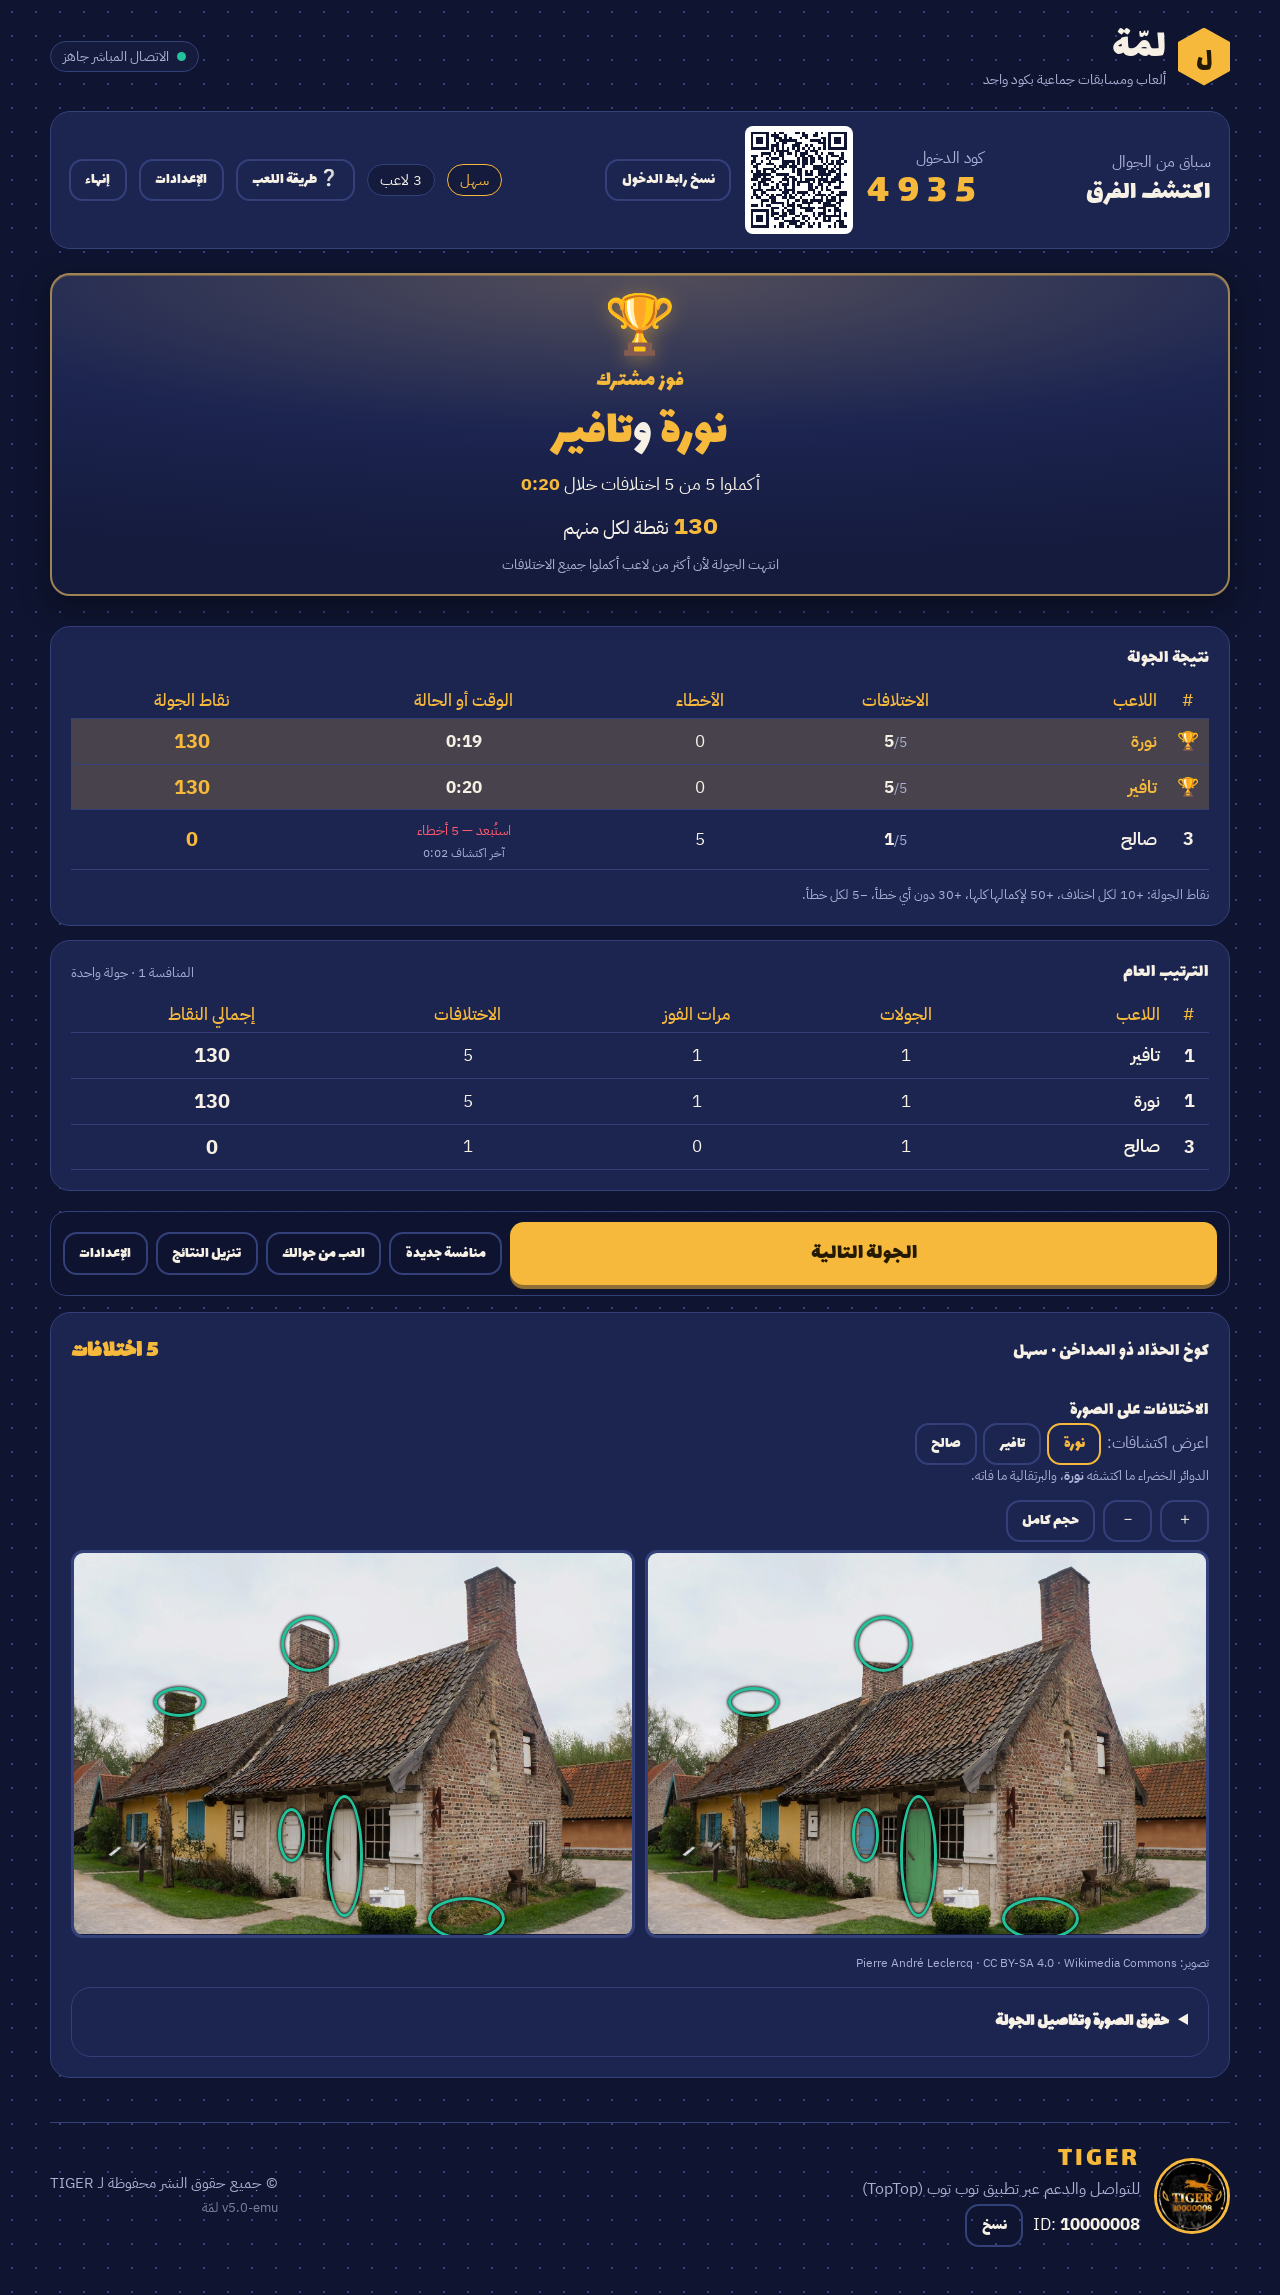 ل
لمّة
ألعاب ومسابقات جماعية بكود واحد
الاتصال المباشر جاهز
سباق من الجوال
اكتشف الفرق
كود الدخول
4935
نسخ رابط الدخول
سهل
3 لاعب
❔ طريقة اللعب
الإعدادات
إنهاء
فوز مشترك
نورة وتافير
أكملوا 5 من 5 اختلافات خلال 0:20
130 نقطة لكل منهم
انتهت الجولة لأن أكثر من لاعب أكملوا جميع الاختلافات
نتيجة الجولة
# اللاعب الاختلافات الأخطاء الوقت أو الحالة نقاط الجولة
🏆 نورة 5/5 0 0:19 130
🏆 تافير 5/5 0 0:20 130
3 صالح 1/5 5 استُبعد — 5 أخطاء 0
آخر اكتشاف 0:02
نقاط الجولة: +10 لكل اختلاف، +50 لإكمالها كلها، +30 دون أي خطأ، −5 لكل خطأ.
الترتيب العام
المنافسة 1 · جولة واحدة
# اللاعب الجولات مرات الفوز الاختلافات إجمالي النقاط
1 تافير 1 1 5 130
1 نورة 1 1 5 130
3 صالح 1 0 1 0
الجولة التالية
منافسة جديدة
العب من جوالك
تنزيل النتائج
الإعدادات
كوخ الحدّاد ذو المداخن · سهل
5 اختلافات
الاختلافات على الصورة
اعرض اكتشافات: نورة تافير صالح
الدوائر الخضراء ما اكتشفه نورة، والبرتقالية ما فاته.
+ − حجم كامل
تصوير: Pierre André Leclercq · CC BY-SA 4.0 · Wikimedia Commons
◀ حقوق الصورة وتفاصيل الجولة
TIGER
10000008
TIGER
للتواصل والدعم عبر تطبيق توب توب (TopTop)
ID: 10000008 نسخ
© جميع حقوق النشر محفوظة لـ TIGER
لمّة v5.0-emu